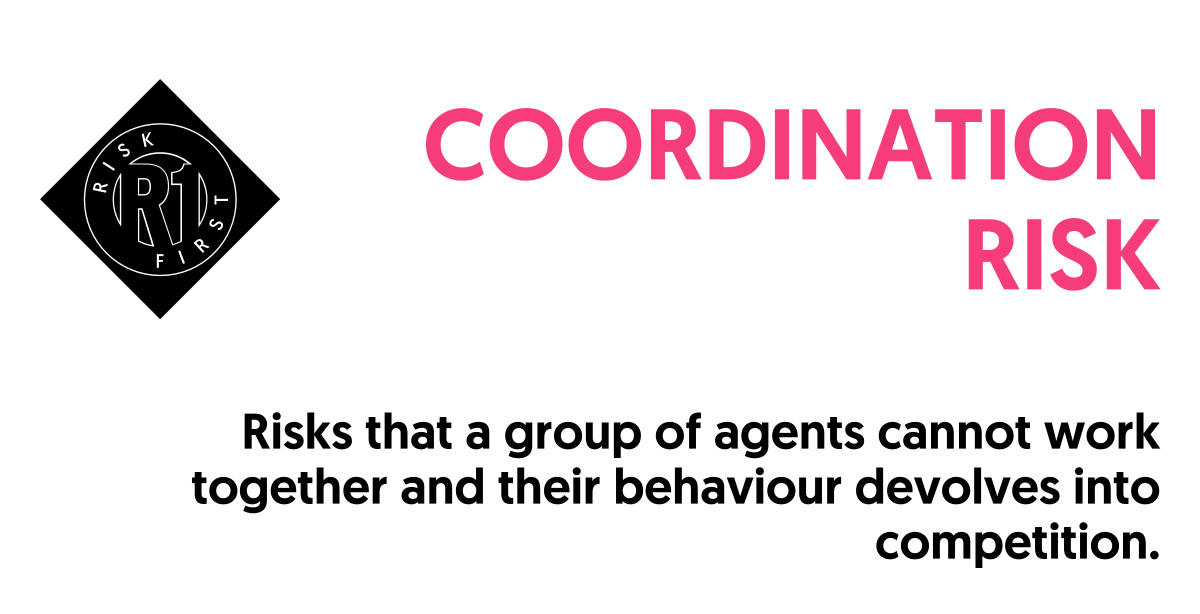 RISK
R1
FIRST
COORDINATION
RISK
Risks that a group of agents cannot work
together and their behaviour devolves into
competition.